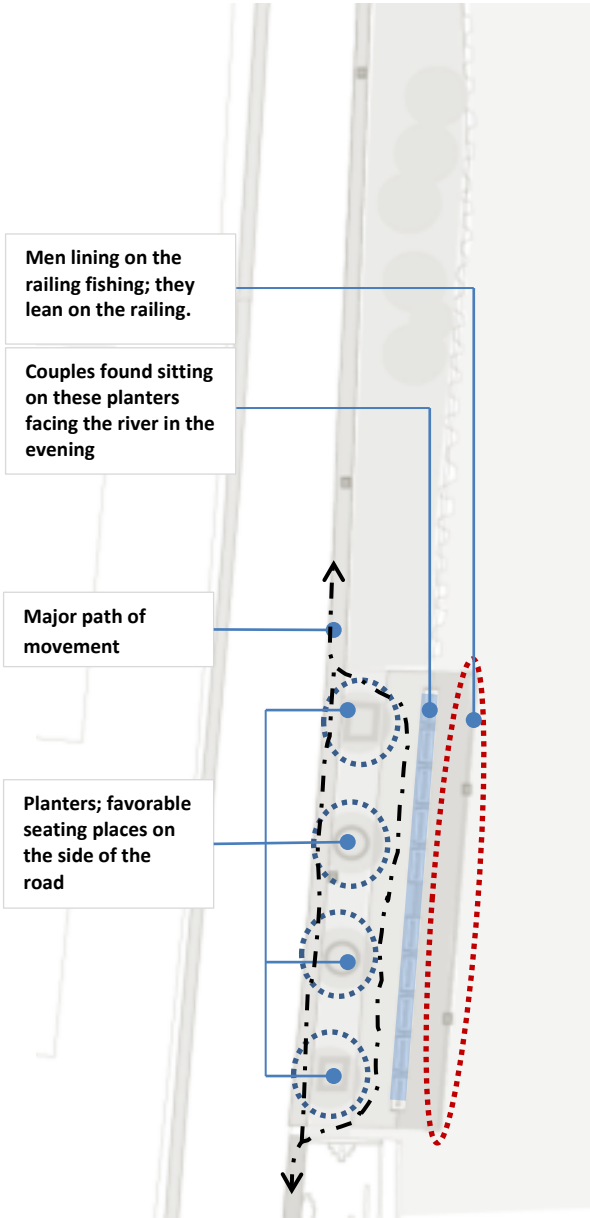 Men lining on the
railing fishing; they
lean on the railing.
Couples found sitting
on these planters
facing the river in the
evening
Major path of
movement
Planters; favorable
seating places on
the side of the
road